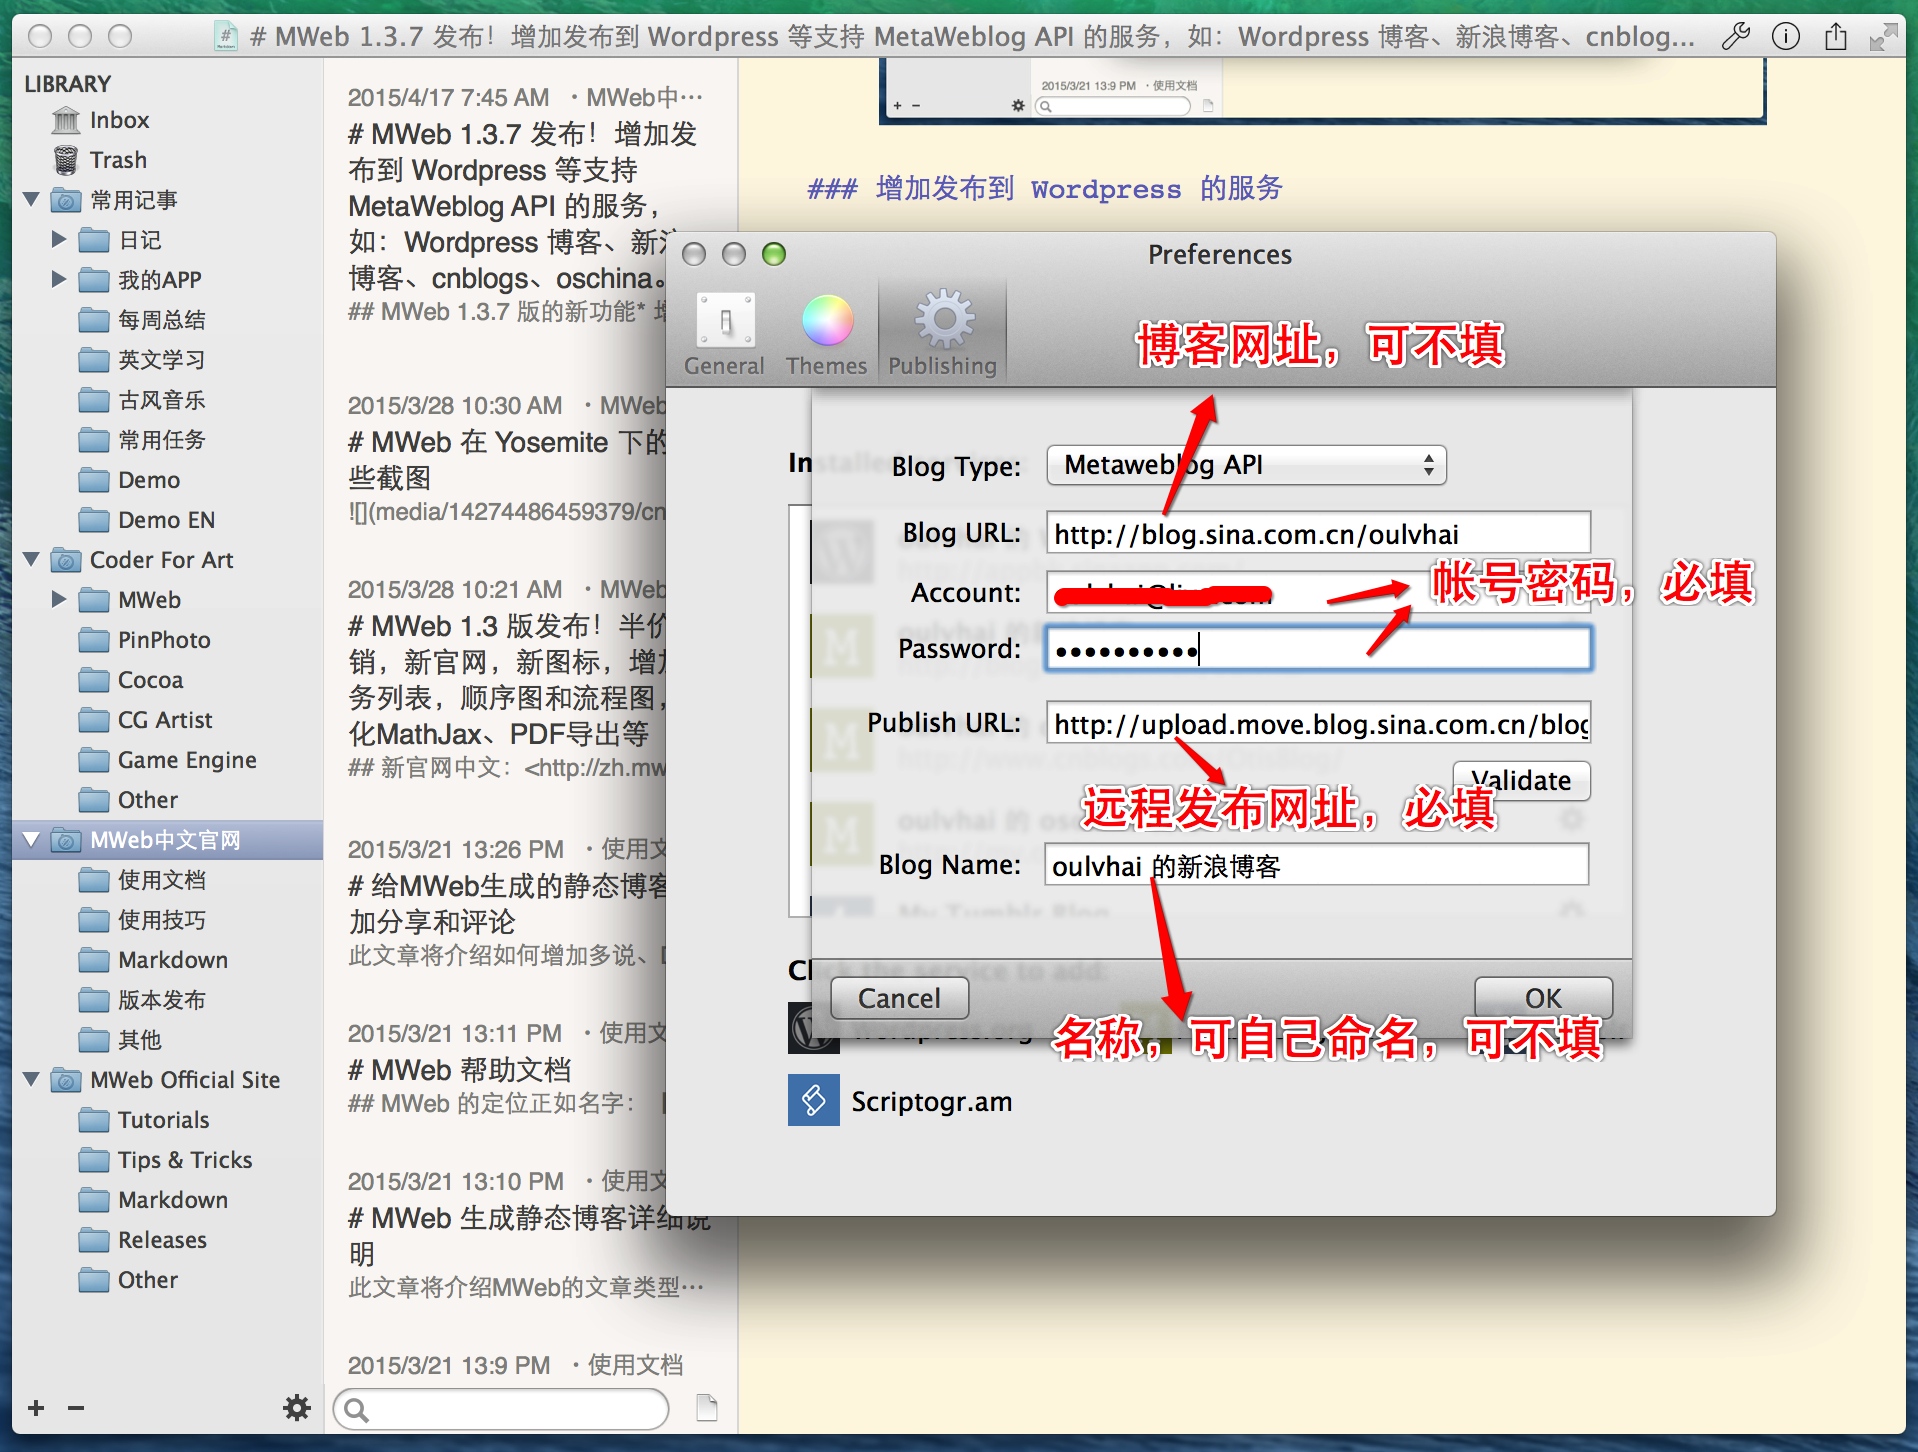 # MWeb 1.3.7 发布！增加发布到 Wordpress 等支持 MetaWeblog API 的服务，如：Wordpress 博客、新浪博客、cnblog...
LIBRARY
Inbox
Trash
常用记事
日记
我的APP
每周总结
英文学习
古风音乐
常用任务
Demo
Demo EN
Coder For Art
MWeb
PinPhoto
Cocoa
CG Artist
Game Engine
Other
MWeb中文官网
使用文档
使用技巧
Markdown
版本发布
其他
MWeb Official Site
Tutorials
Tips & Tricks
Markdown
Releases
Other
2015/4/17 7:45 AM ・MWeb中…
# MWeb 1.3.7 发布！增加发
布到 Wordpress 等支持
MetaWeblog API 的服务，
如：Wordpress 博客、新浪
博客、cnblogs、oschina。
## MWeb 1.3.7 版的新功能* 增
2015/3/28 10:30 AM ・MWeb
# MWeb 在 Yosemite 下的
些截图
![](media/14274486459379/cn
2015/3/28 10:21 AM ・MWeb
# MWeb 1.3 版发布！半价
销，新官网，新图标，增加
务列表，顺序图和流程图，
化MathJax、PDF导出等
## 新官网中文：<http://zh.mw
2015/3/21 13:26 PM ・使用文
# 给MWeb生成的静态博客
加分享和评论
此文章将介绍如何增加多说、D
2015/3/21 13:11 PM ・使用文
# MWeb 帮助文档
## MWeb 的定位正如名字：
2015/3/21 13:10 PM ・使用文
# MWeb 生成静态博客详细说
明
此文章将介绍MWeb的文章类型…
2015/3/21 13:9 PM ・使用文档
2015/3/21 13:9 PM ・使用文档
### 增加发布到 Wordpress 的服务
Preferences
General
Themes
Publishing
博客网址，可不填
Installed services:
Blog Type:
Metaweblog API
Blog URL:
http://blog.sina.com.cn/oulvhai
Account:
帐号密码，必填
Password:
••••••••••
Publish URL:
http://upload.move.blog.sina.com.cn/blog
http://www.cnblogs.com/OtisBlog/
Validate
远程发布网址，必填
Blog Name:
oulvhai 的新浪博客
My Tumblr Blog
Click the service to add:
Cancel
OK
Wordpress.org
名称，可自己命名，可不填
Scriptogr.am